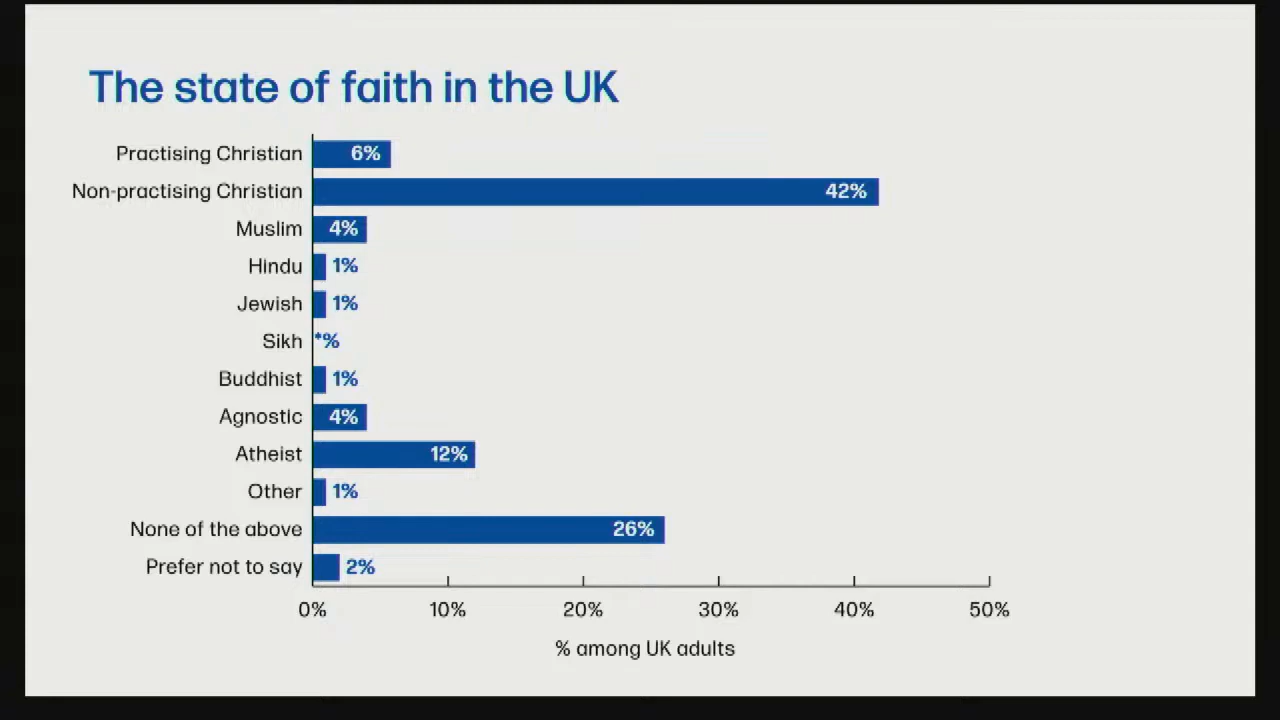 The state of faith in the UK
Practising Christian 6%
Non-practising Christian 42%
Muslim 4%
Hindu 1%
Jewish 1%
Sikh *%
Buddhist 1%
Agnostic 4%
Atheist 12%
Other 1%
None of the above 26%
Prefer not to say 2%
0% 10% 20% 30% 40% 50%
% among UK adults